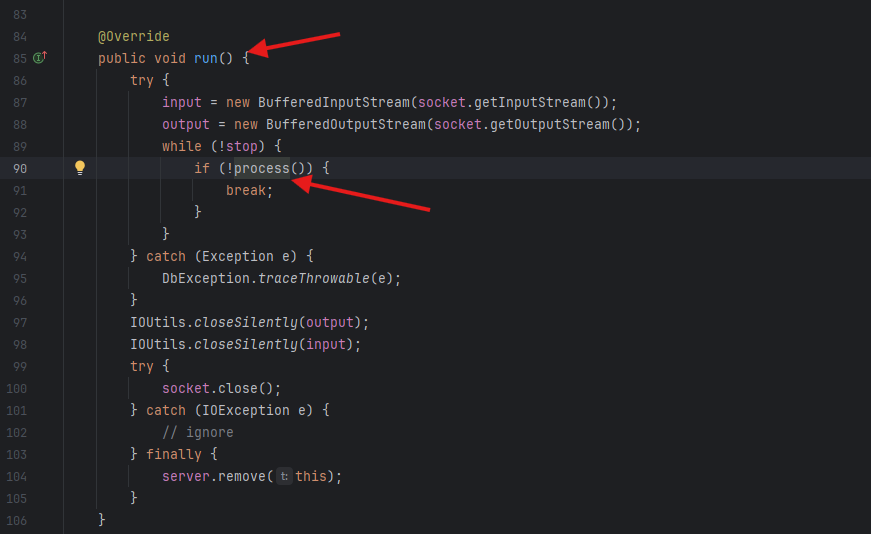 83
84 @Override
85 public void run() {
86 try {
87 input = new BufferedInputStream(socket.getInputStream());
88 output = new BufferedOutputStream(socket.getOutputStream());
89 while (!stop) {
90 if (!process()) {
91 break;
92 }
93 }
94 } catch (Exception e) {
95 DbException.traceThrowable(e);
96 }
97 IOUtils.closeSilently(output);
98 IOUtils.closeSilently(input);
99 try {
100 socket.close();
101 } catch (IOException e) {
102 // ignore
103 } finally {
104 server.remove( t: this);
105 }
106 }